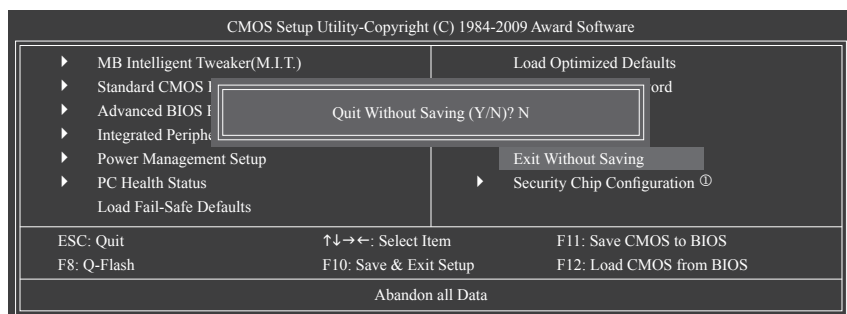 CMOS Setup Utility-Copyright (C) 1984-2009 Award Software
MB Intelligent Tweaker(M.I.T.)
Standard CMOS
Advanced BIOS
Integrated
Power Management Setup
PC Health Status
Load Fail-Safe Defaults
Load Optimized Defaults
Exit Without Saving
Security Chip Configuration ①
Quit Without Saving (Y/N)? N
ESC: Quit ↑↓→←: Select Item F11: Save CMOS to BIOS
F8: Q-Flash F10: Save & Exit Setup F12: Load CMOS from BIOS
Abandon all Data